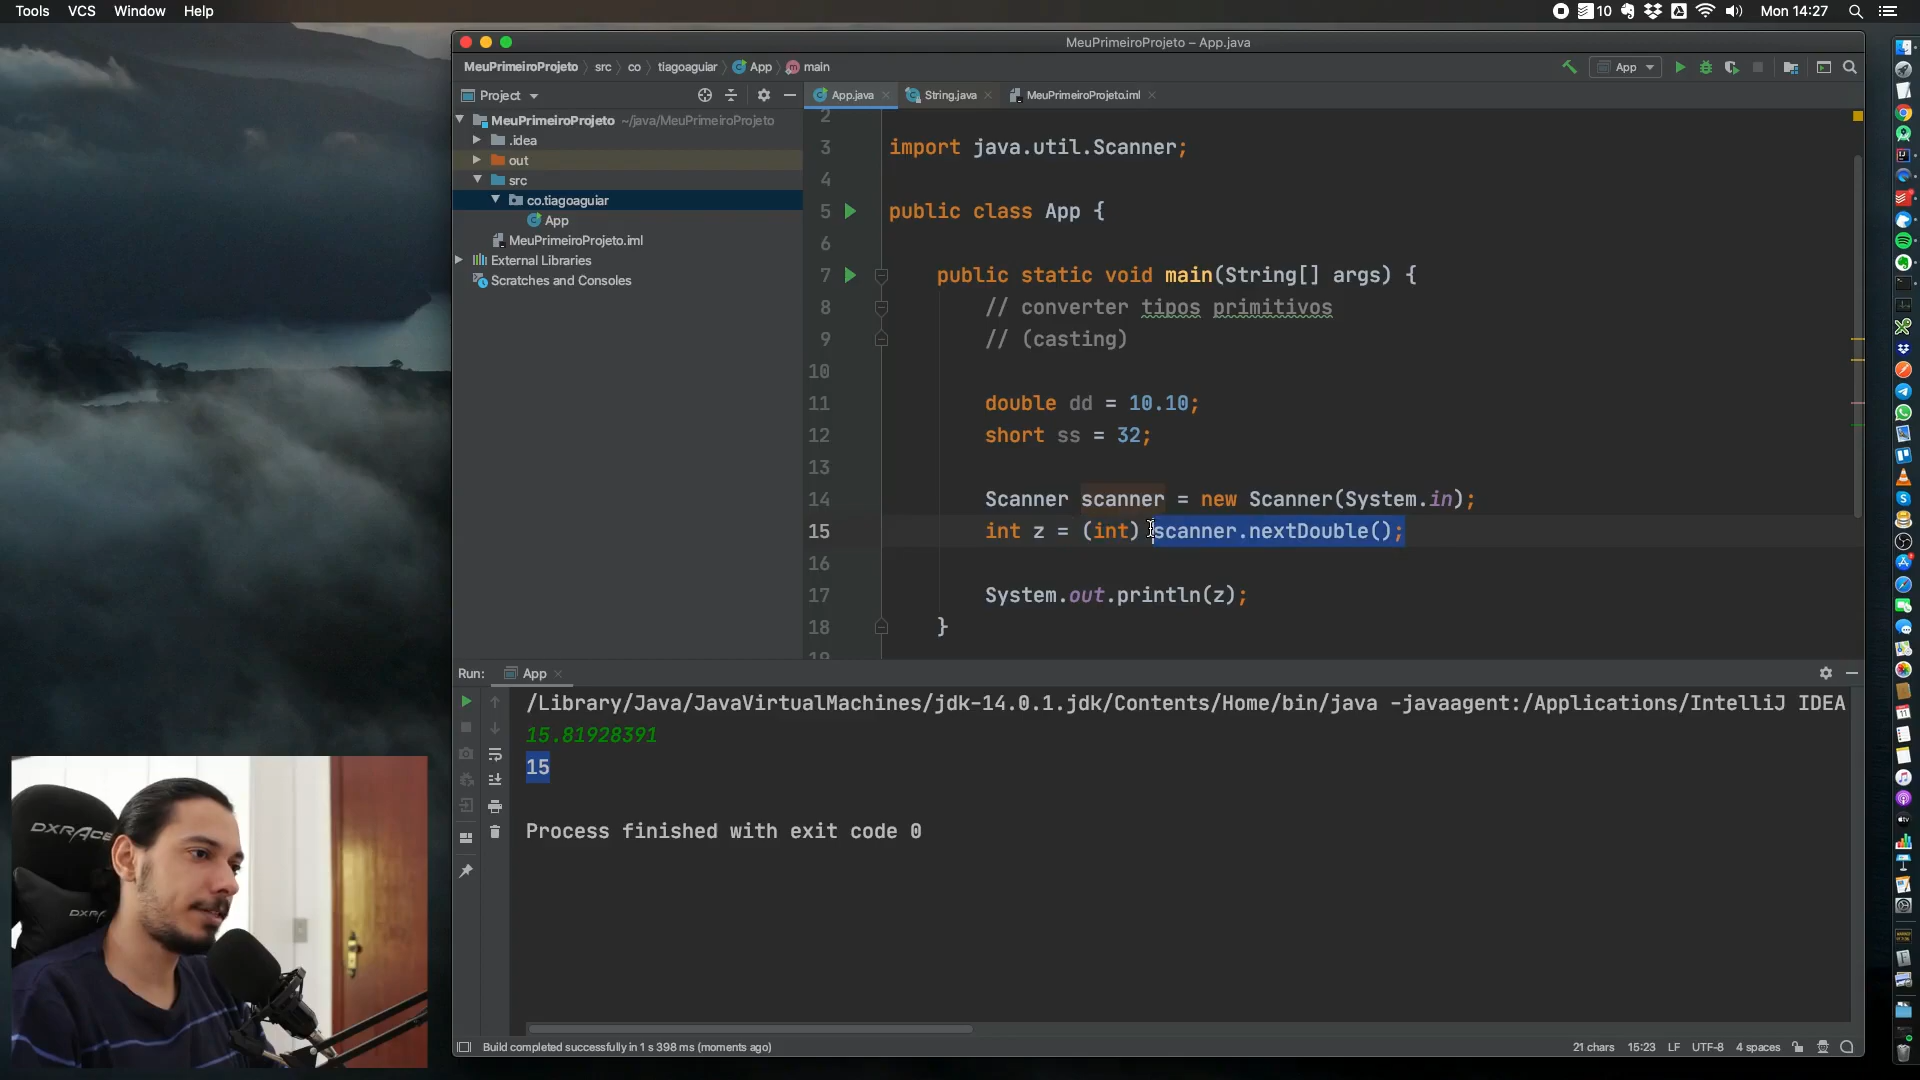 Tools VCS Window Help
10 Mon 14:27
MeuPrimeiroProjeto – App.java
MeuPrimeiroProjeto src co tiagoaguiar App main
App
Project
App.java String.java MeuPrimeiroProjeto.iml
MeuPrimeiroProjeto ~/java/MeuPrimeiroProjeto
.idea
out
src
co.tiagoaguiar
App
MeuPrimeiroProjeto.iml
External Libraries
Scratches and Consoles
2
3 import java.util.Scanner;
4
5 public class App {
6
7 public static void main(String[] args) {
8 // converter tipos primitivos
9 // (casting)
10
11 double dd = 10.10;
12 short ss = 32;
13
14 Scanner scanner = new Scanner(System.in);
15 int z = (int) scanner.nextDouble();
16
17 System.out.println(z);
18 }
19
Run: App
/Library/Java/JavaVirtualMachines/jdk-14.0.1.jdk/Contents/Home/bin/java -javaagent:/Applications/IntelliJ IDEA
15.81928391
15
Process finished with exit code 0
DXRACER
Build completed successfully in 1 s 398 ms (moments ago)
21 chars 15:23 LF UTF-8 4 spaces